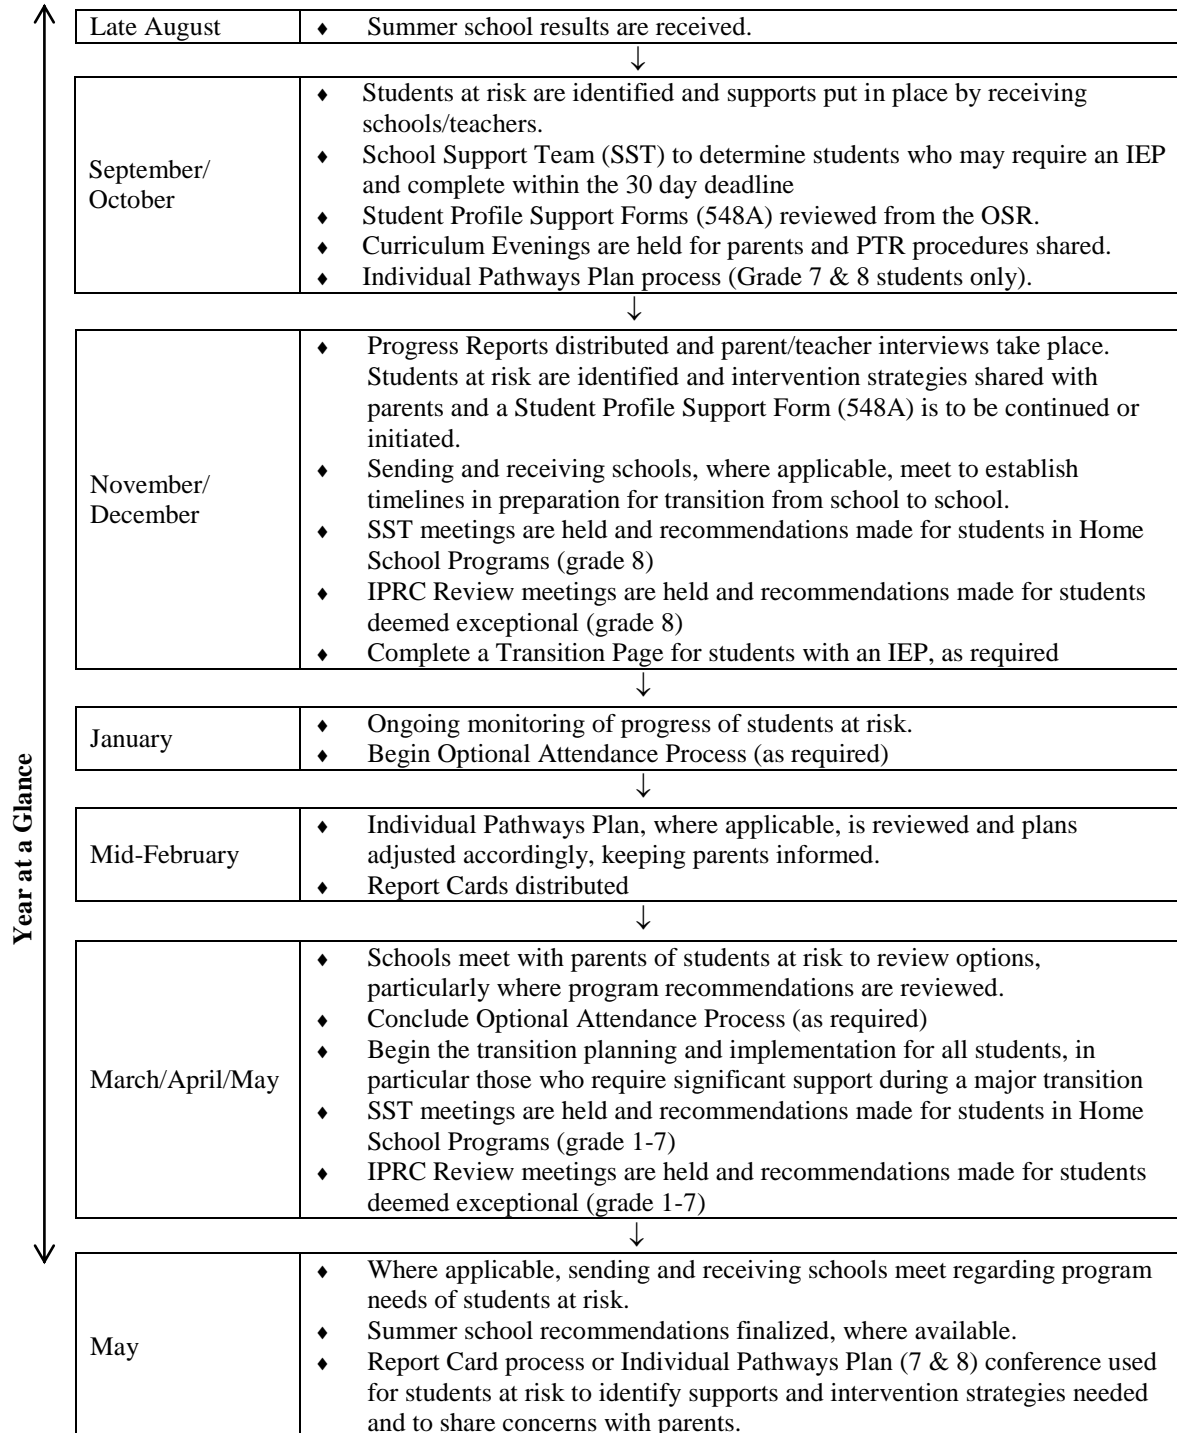 Late August
♦ Summer school results are received.
↓
September/
October
♦ Students at risk are identified and supports put in place by receiving
schools/teachers.
♦ School Support Team (SST) to determine students who may require an IEP
and complete within the 30 day deadline
♦ Student Profile Support Forms (548A) reviewed from the OSR.
♦ Curriculum Evenings are held for parents and PTR procedures shared.
♦ Individual Pathways Plan process (Grade 7 & 8 students only).
↓
November/
December
♦ Progress Reports distributed and parent/teacher interviews take place.
Students at risk are identified and intervention strategies shared with
parents and a Student Profile Support Form (548A) is to be continued or
initiated.
♦ Sending and receiving schools, where applicable, meet to establish
timelines in preparation for transition from school to school.
♦ SST meetings are held and recommendations made for students in Home
School Programs (grade 8)
♦ IPRC Review meetings are held and recommendations made for students
deemed exceptional (grade 8)
♦ Complete a Transition Page for students with an IEP, as required
↓
January
♦ Ongoing monitoring of progress of students at risk.
♦ Begin Optional Attendance Process (as required)
↓
Year at a Glance
Mid-February
♦ Individual Pathways Plan, where applicable, is reviewed and plans
adjusted accordingly, keeping parents informed.
♦ Report Cards distributed
↓
March/April/May
♦ Schools meet with parents of students at risk to review options,
particularly where program recommendations are reviewed.
♦ Conclude Optional Attendance Process (as required)
♦ Begin the transition planning and implementation for all students, in
particular those who require significant support during a major transition
♦ SST meetings are held and recommendations made for students in Home
School Programs (grade 1-7)
♦ IPRC Review meetings are held and recommendations made for students
deemed exceptional (grade 1-7)
↓
May
♦ Where applicable, sending and receiving schools meet regarding program
needs of students at risk.
♦ Summer school recommendations finalized, where available.
♦ Report Card process or Individual Pathways Plan (7 & 8) conference used
for students at risk to identify supports and intervention strategies needed
and to share concerns with parents.